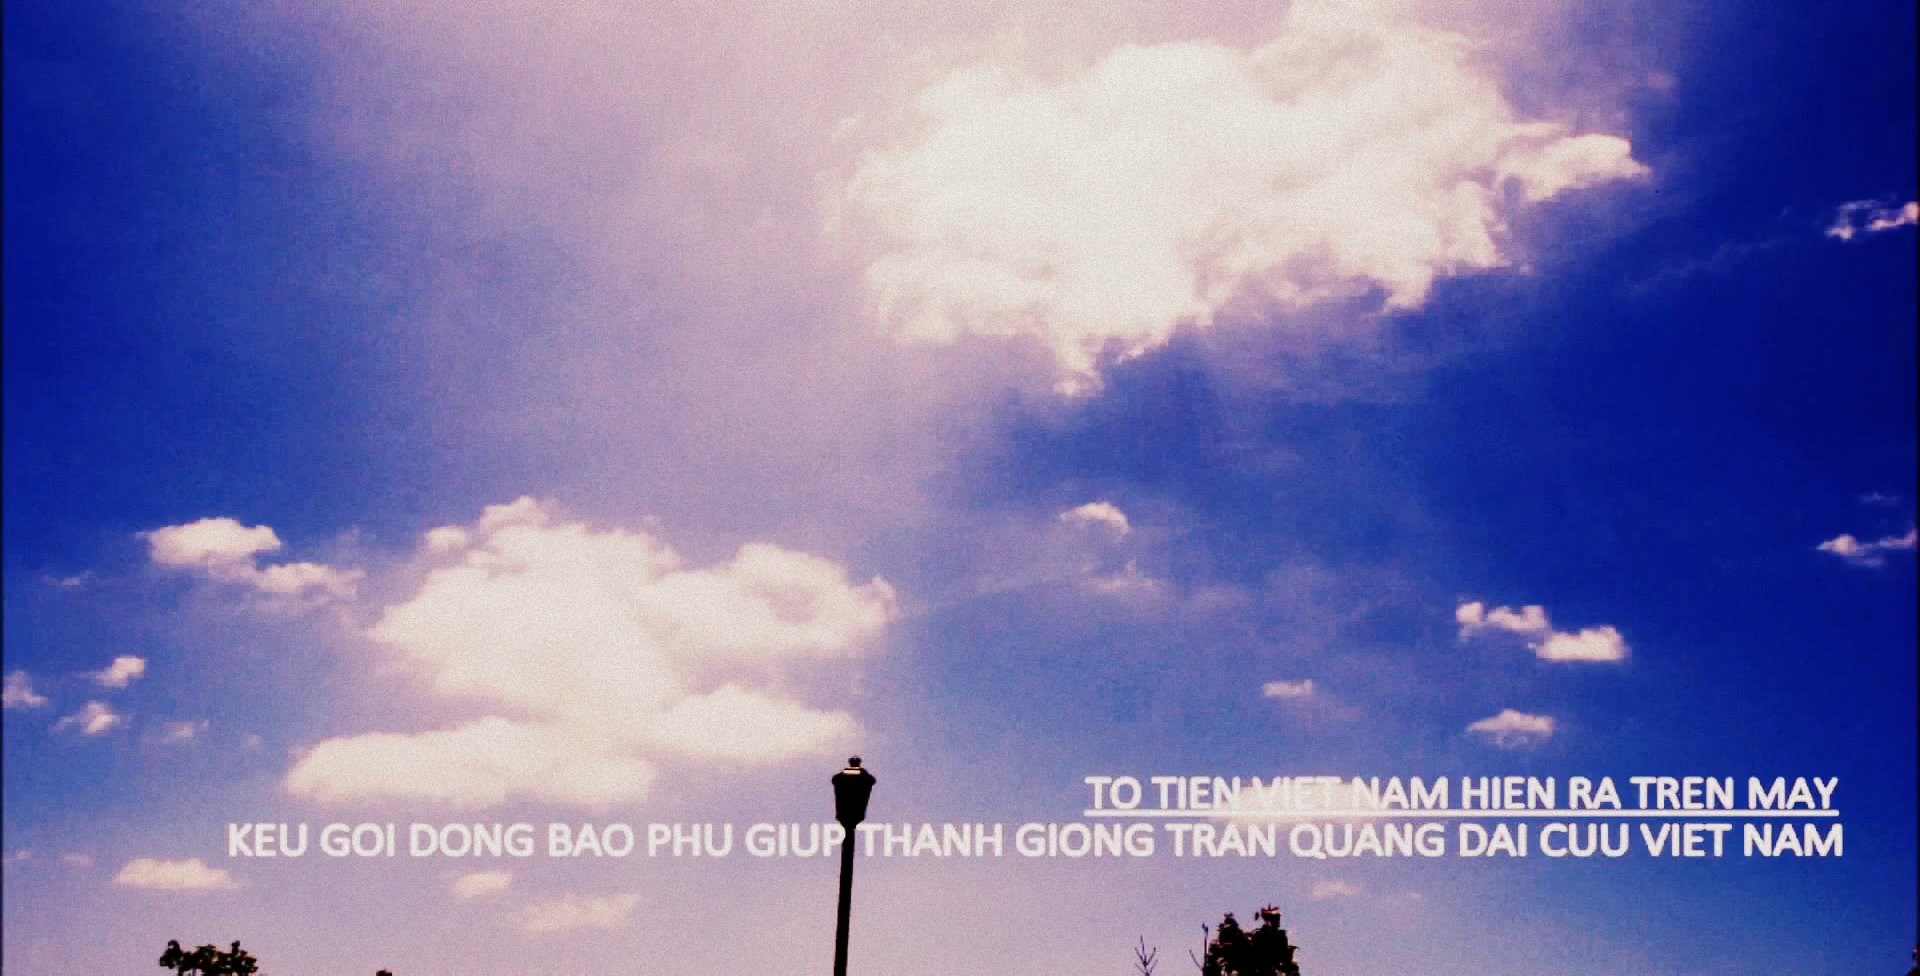 TO TIEN VIET NAM HIEN RA TREN MAY
KEU GOI DONG BAO PHU GIUP THANH GIONG TRAN QUANG DAI CUU VIET NAM